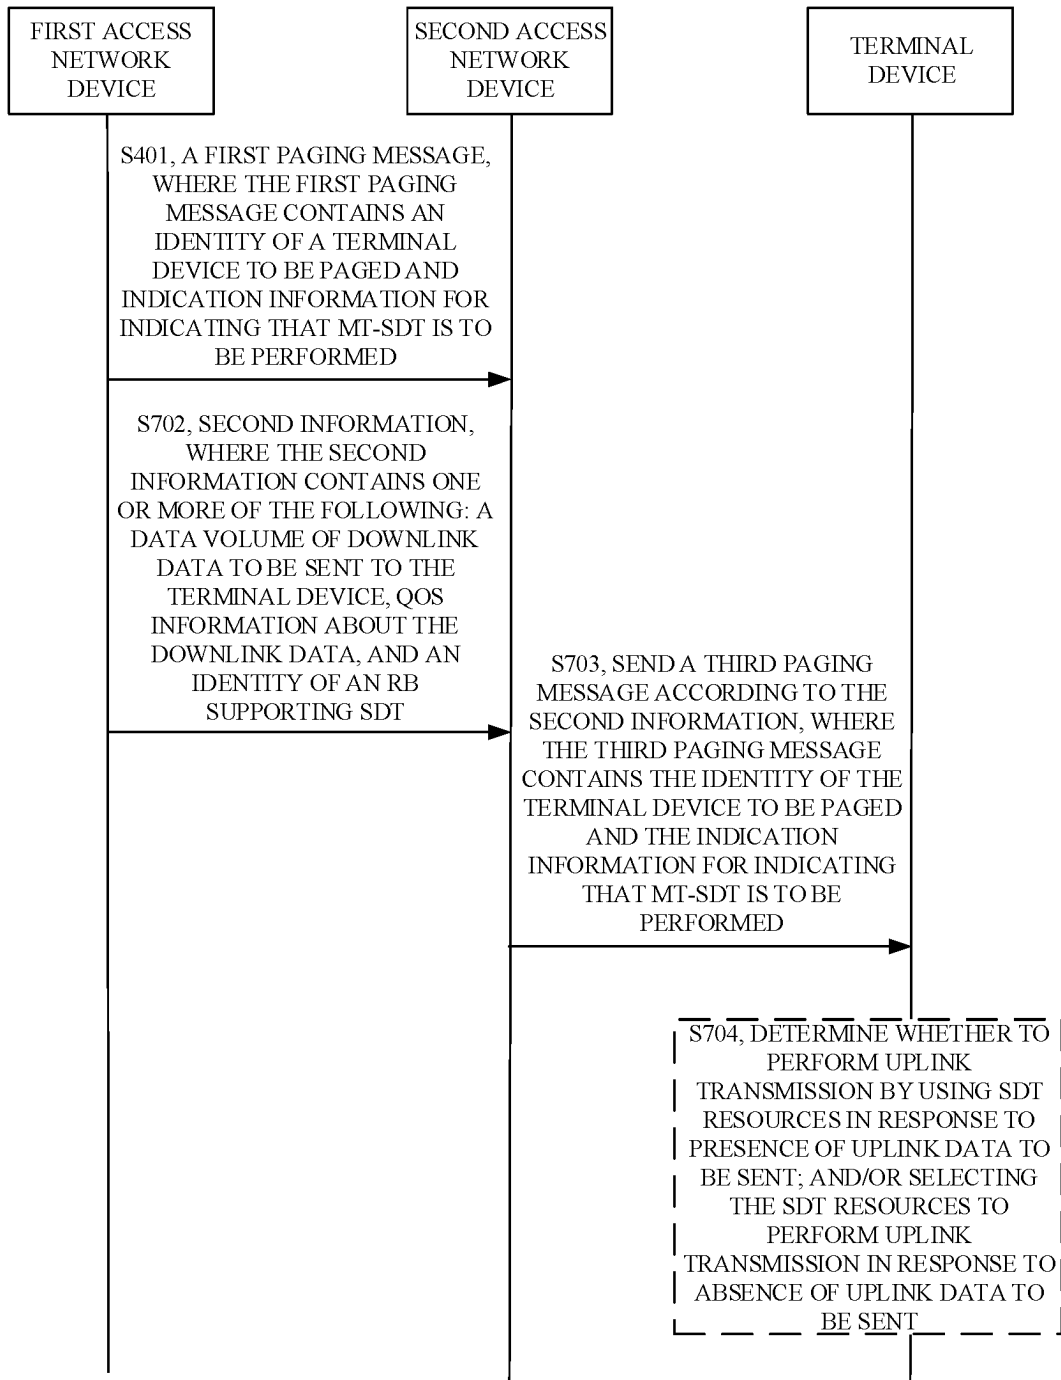 FIRST ACCESS
NETWORK
DEVICE
SECOND ACCESS
NETWORK
DEVICE
TERMINAL
DEVICE
S401, A FIRST PAGING MESSAGE,
WHERE THE FIRST PAGING
MESSAGE CONTAINS AN
IDENTITY OF A TERMINAL
DEVICE TO BE PAGED AND
INDICATION INFORMATION FOR
INDICATING THAT MT-SDT IS TO
BE PERFORMED
S702, SECOND INFORMATION,
WHERE THE SECOND
INFORMATION CONTAINS ONE
OR MORE OF THE FOLLOWING: A
DATA VOLUME OF DOWNLINK
DATA TO BE SENT TO THE
TERMINAL DEVICE, QOS
INFORMATION ABOUT THE
DOWNLINK DATA, AND AN
IDENTITY OF AN RB
SUPPORTING SDT
S703, SEND A THIRD PAGING
MESSAGE ACCORDING TO THE
SECOND INFORMATION, WHERE
THE THIRD PAGING MESSAGE
CONTAINS THE IDENTITY OF THE
TERMINAL DEVICE TO BE PAGED
AND THE INDICATION
INFORMATION FOR INDICATING
THAT MT-SDT IS TO BE
PERFORMED
S704, DETERMINE WHETHER TO
PERFORM UPLINK
TRANSMISSION BY USING SDT
RESOURCES IN RESPONSE TO
PRESENCE OF UPLINK DATA TO
BE SENT; AND/OR SELECTING
THE SDT RESOURCES TO
PERFORM UPLINK
TRANSMISSION IN RESPONSE TO
ABSENCE OF UPLINK DATA TO
BE SENT